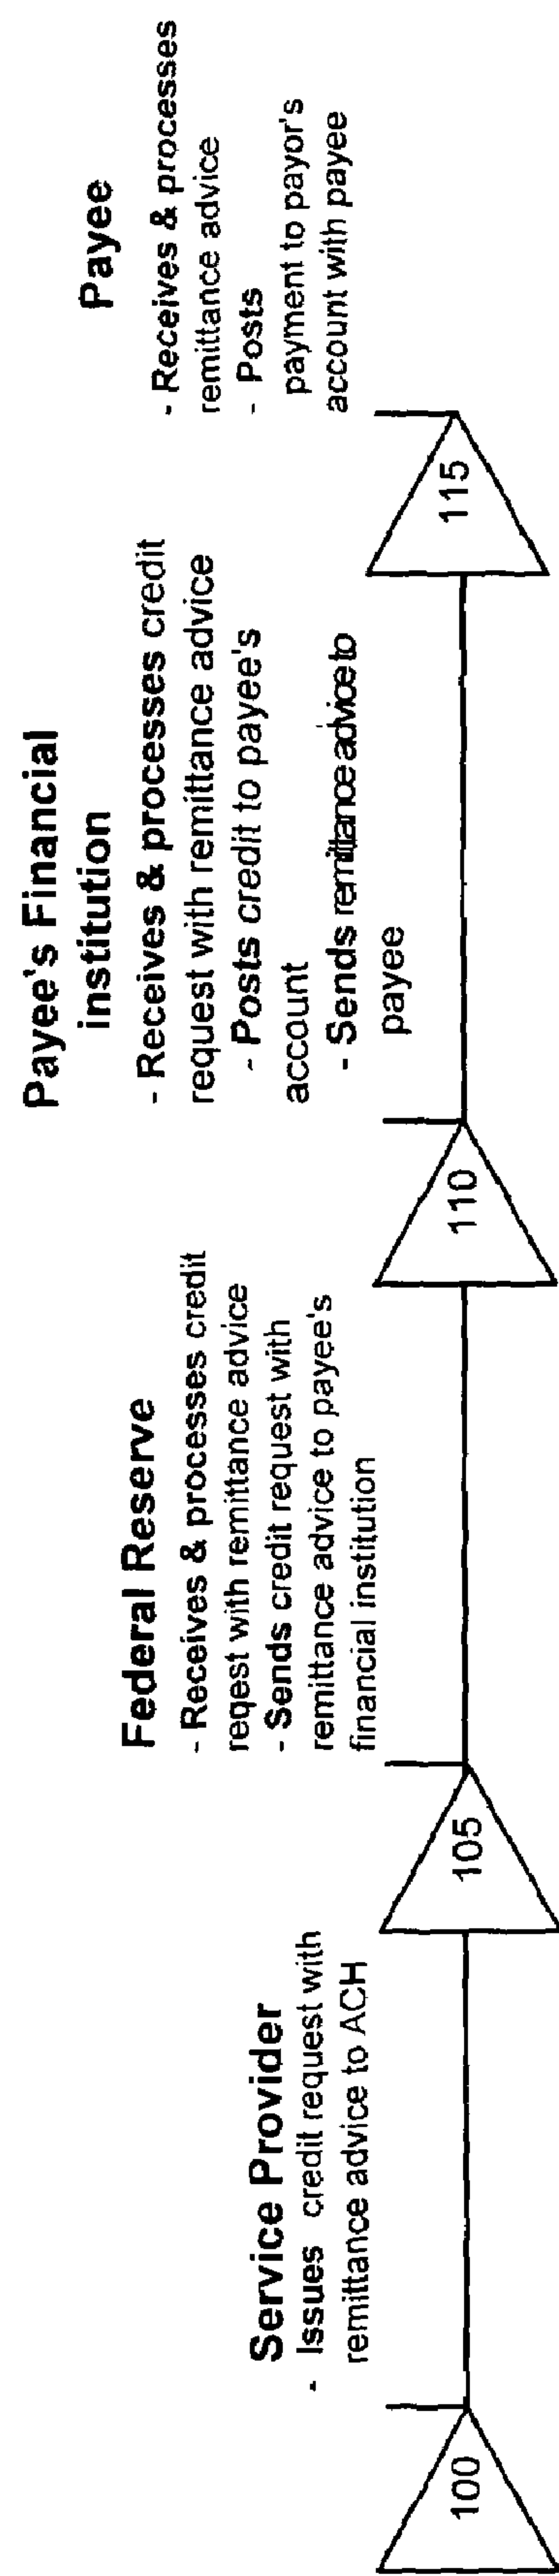 Service Provider
- Issues credit request with
remittance advice to ACH
Federal Reserve
- Receives & processes credit
reqest with remittance advice
- Sends credit request with
remittance advice to payee's
financial institution
Payee's Financial
institution
- Receives & processes credit
request with remittance advice
- Posts credit to payee's
account
- Sends remittance advice to
payee
Payee
- Receives & processes
remittance advice
- Posts
payment to payor's
account with payee
100
105
110
115